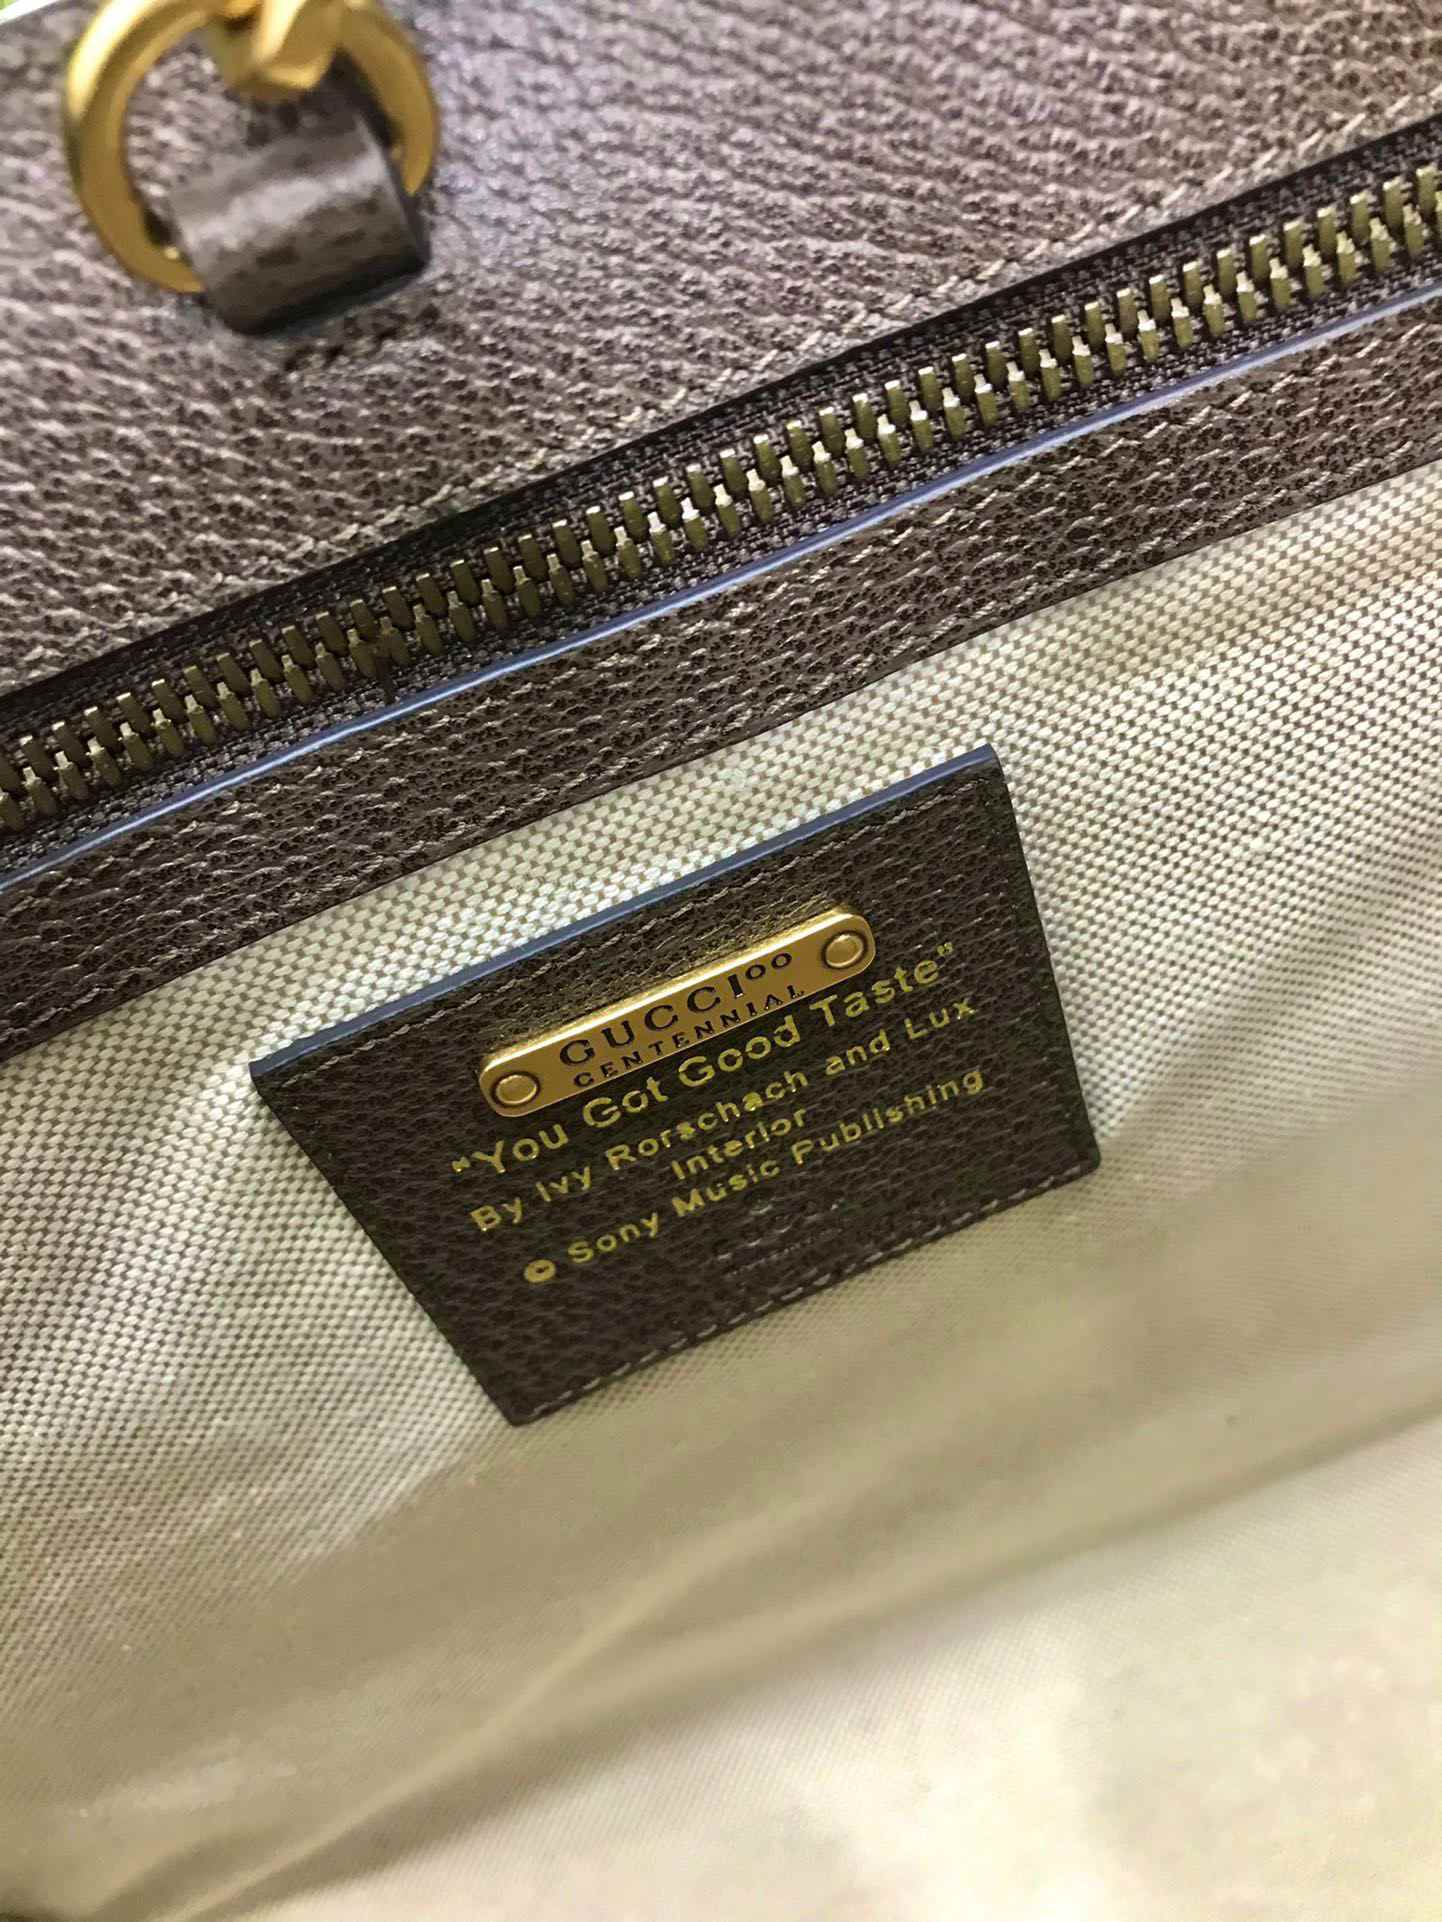 GUCCI¹⁰⁰
CENTENNIAL
"You Got Good Taste"
By Ivy Rorschach and Lux
Interior
© Sony Music Publishing